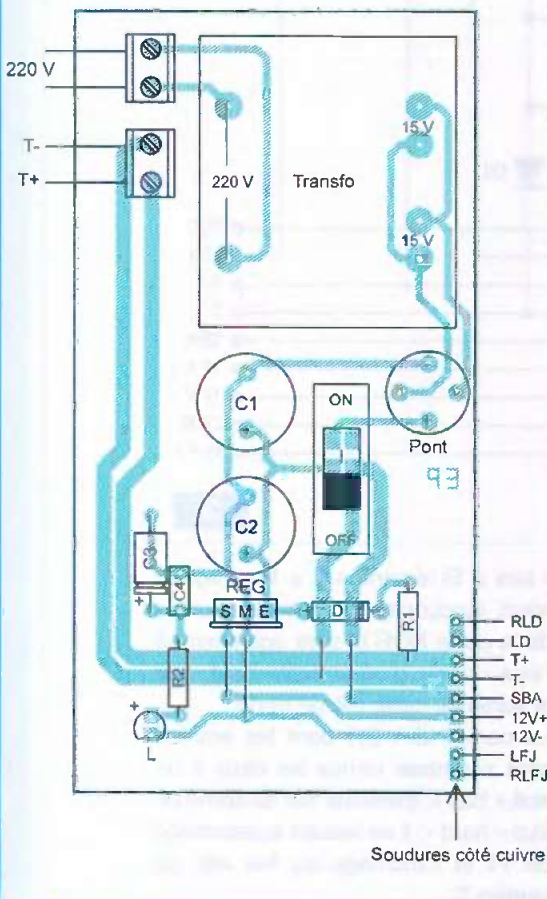 220 V
T-
T+
220 V
Transfo
15 V
15 V
C1
ON
Pont
93
C2
OFF
C3
C4
REG
S M E
D
R1
+
R2
+
L
RLD
LD
T+
T-
SBA
12V+
12V-
LFJ
RLFJ
Soudures côté cuivre